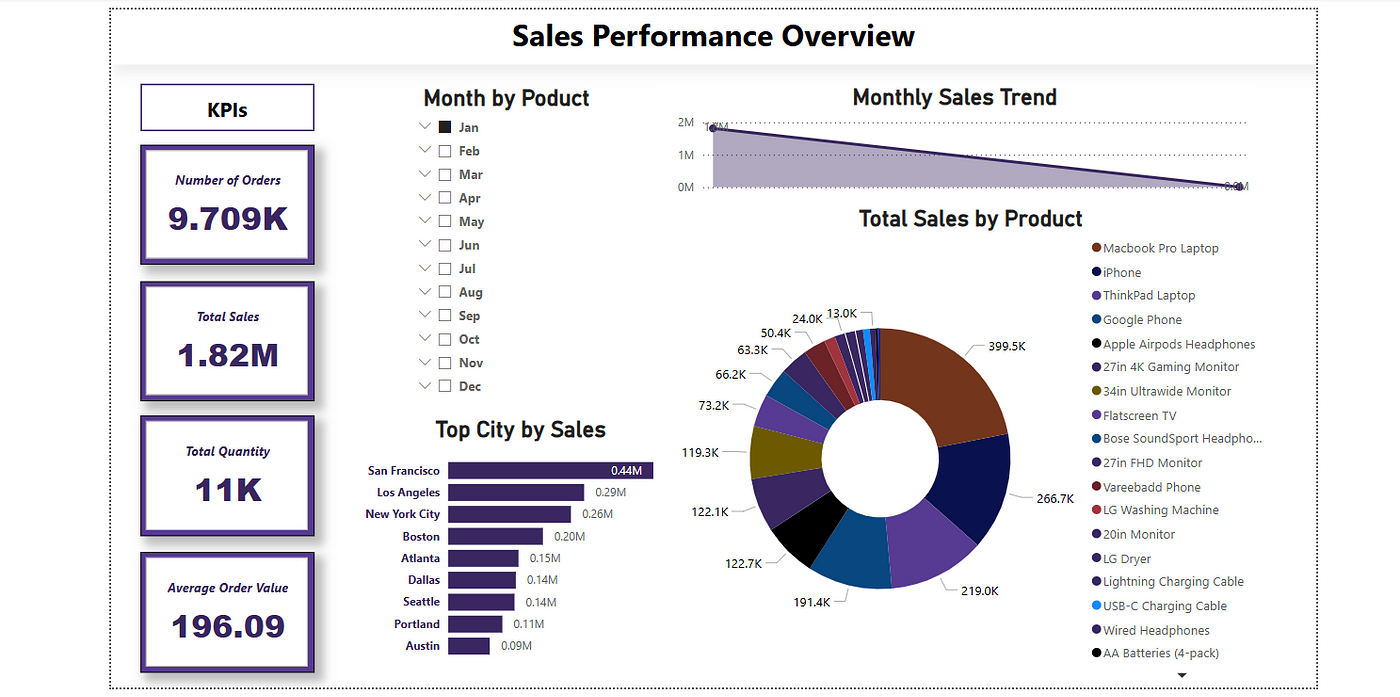 Sales Performance Overview
KPIs
Number of Orders
9.709K
Total Sales
1.82M
Total Quantity
11K
Average Order Value
196.09
Month by Poduct
Jan
Feb
Mar
Apr
May
Jun
Jul
Aug
Sep
Oct
Nov
Dec
Top City by Sales
San Francisco 0.44M
Los Angeles 0.29M
New York City 0.26M
Boston 0.20M
Atlanta 0.15M
Dallas 0.14M
Seattle 0.14M
Portland 0.11M
Austin 0.09M
Monthly Sales Trend
2M
1M
0M
0.0M
Total Sales by Product
399.5K
266.7K
219.0K
191.4K
122.7K
122.1K
119.3K
73.2K
66.2K
63.3K
50.4K
24.0K
13.0K
Macbook Pro Laptop
iPhone
ThinkPad Laptop
Google Phone
Apple Airpods Headphones
27in 4K Gaming Monitor
34in Ultrawide Monitor
Flatscreen TV
Bose SoundSport Headpho...
27in FHD Monitor
Vareebadd Phone
LG Washing Machine
20in Monitor
LG Dryer
Lightning Charging Cable
USB-C Charging Cable
Wired Headphones
AA Batteries (4-pack)